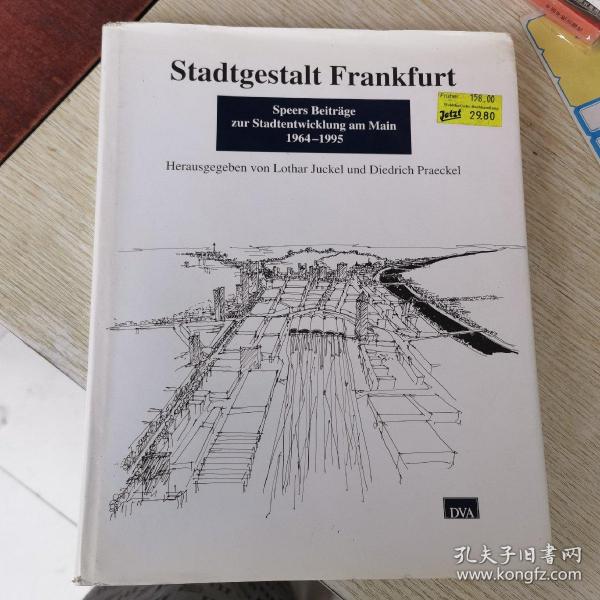 Stadtgestalt Frankfurt
Speers Beiträge
zur Stadtentwicklung am Main
1964–1995
Früher 158.00
Jetzt 29.80
Herausgegeben von Lothar Juckel und Diedrich Praeckel
DVA
孔夫子旧书网
www.kongfz.com